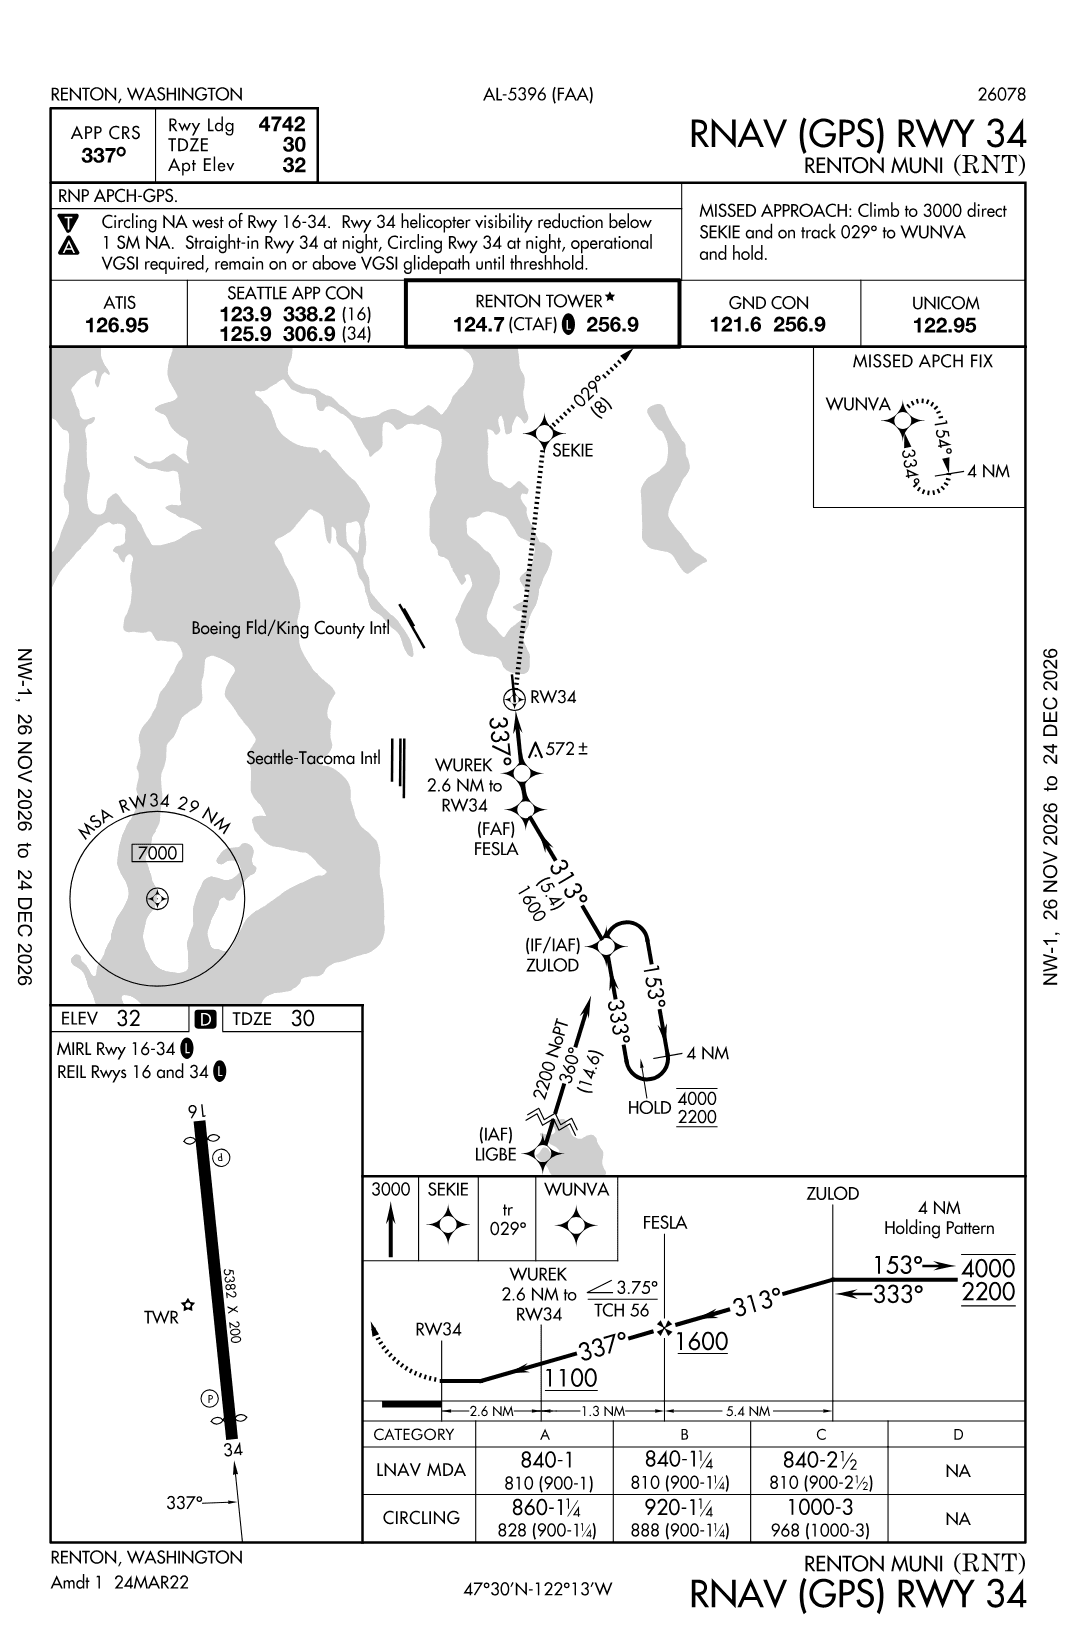 RENTON, WASHINGTON
AL-5396 (FAA)
26078
APP CRS
337°
Rwy Ldg 4742
TDZE 30
Apt Elev 32
RNAV (GPS) RWY 34
RENTON MUNI (RNT)
RNP APCH-GPS.
T
A
Circling NA west of Rwy 16-34. Rwy 34 helicopter visibility reduction below
1 SM NA. Straight-in Rwy 34 at night, Circling Rwy 34 at night, operational
VGSI required, remain on or above VGSI glidepath until threshhold.
MISSED APPROACH: Climb to 3000 direct
SEKIE and on track 029° to WUNVA
and hold.
ATIS
126.95
SEATTLE APP CON
123.9 338.2 (16)
125.9 306.9 (34)
RENTON TOWER★
124.7 (CTAF) L 256.9
GND CON
121.6 256.9
UNICOM
122.95
MISSED APCH FIX
WUNVA
154°
334°
4 NM
029°
(8)
SEKIE
Boeing Fld/King County Intl
RW34
337°
572±
Seattle-Tacoma Intl
WUREK
2.6 NM to
RW34
(FAF)
FESLA
MSA RW34 29 NM
7000
313°
(5.4)
1600
(IF/IAF)
ZULOD
153°
333°
4 NM
HOLD 4000
2200
2200 NoPT
360°
(14.6)
(IAF)
LIGBE
NW-1, 26 NOV 2026 to 24 DEC 2026
NW-1, 26 NOV 2026 to 24 DEC 2026
ELEV 32
D
TDZE 30
MIRL Rwy 16-34 L
REIL Rwys 16 and 34 L
16
P
5382 X 200
TWR
P
34
337°
3000
SEKIE
tr
029°
WUNVA
FESLA
ZULOD
4 NM
Holding Pattern
153°
4000
333°
2200
WUREK
2.6 NM to
RW34
3.75°
TCH 56
313°
RW34
337°
1600
1100
2.6 NM
1.3 NM
5.4 NM
CATEGORY A B C D
LNAV MDA 840-1 840-1¼ 840-2½ NA
810 (900-1) 810 (900-1¼) 810 (900-2½)
CIRCLING 860-1¼ 920-1¼ 1000-3 NA
828 (900-1¼) 888 (900-1¼) 968 (1000-3)
RENTON, WASHINGTON
Amdt 1 24MAR22
47°30'N-122°13'W
RENTON MUNI (RNT)
RNAV (GPS) RWY 34